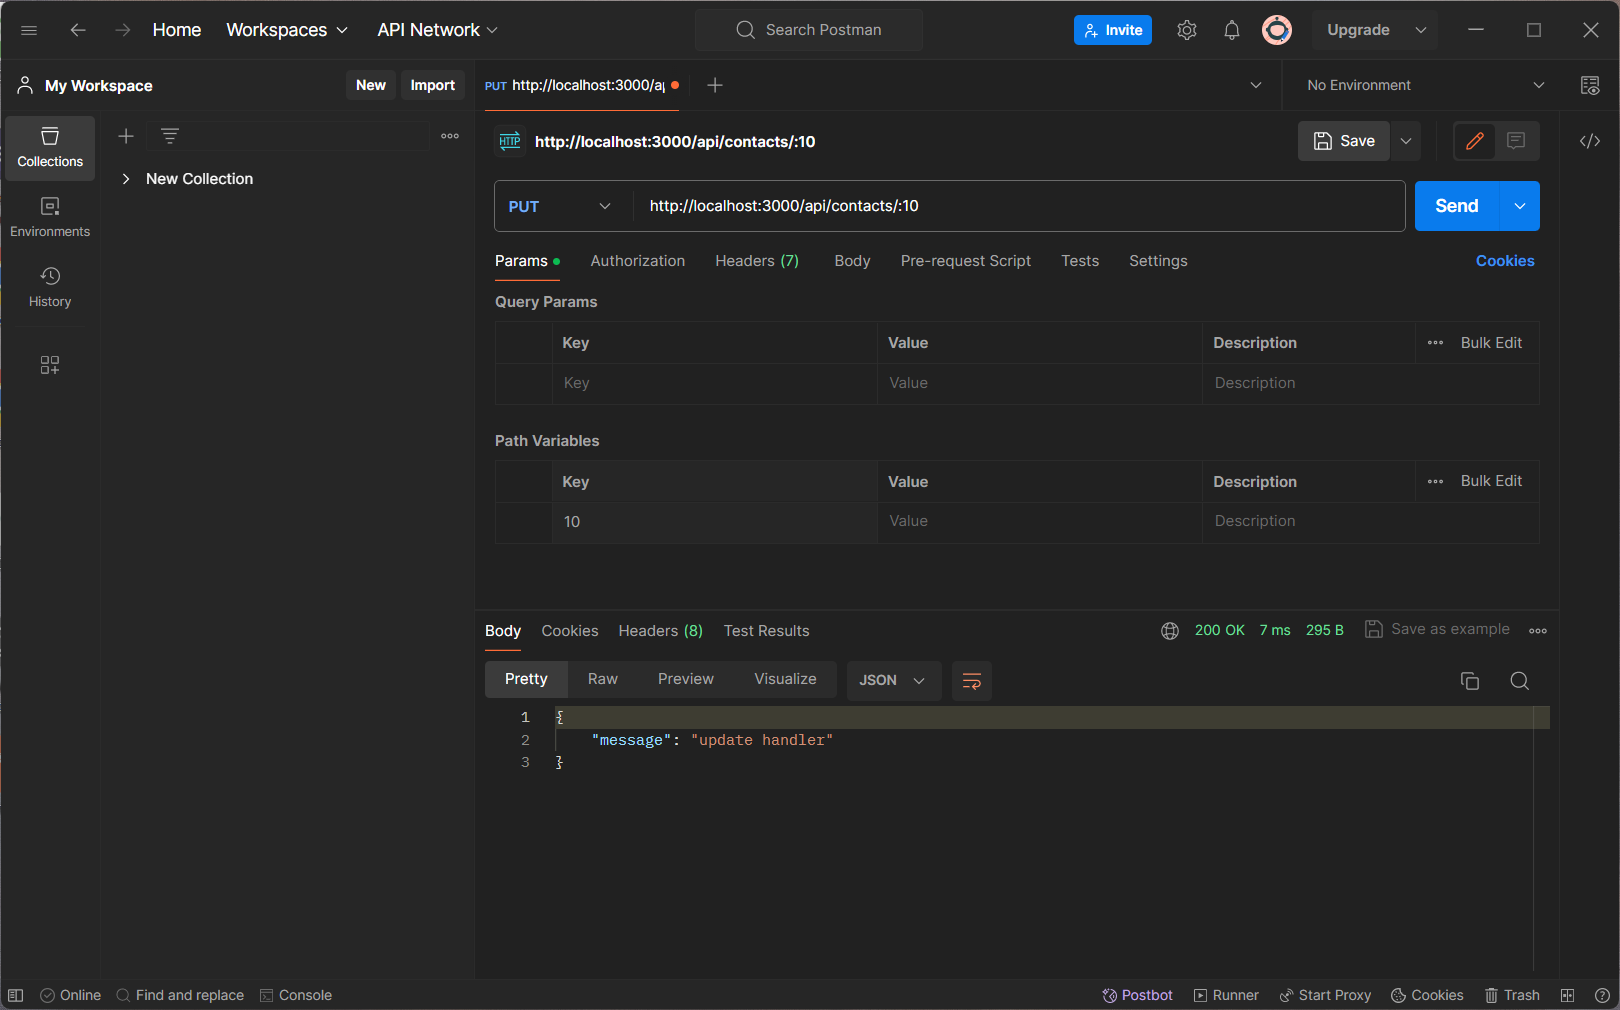 Home Workspaces API Network Search Postman Invite Upgrade
My Workspace New Import PUT http://localhost:3000/a No Environment
HTTP http://localhost:3000/api/contacts/:10 Save
Collections
New Collection
PUT http://localhost:3000/api/contacts/:10 Send
Environments
Params Authorization Headers (7) Body Pre-request Script Tests Settings Cookies
History
Query Params
Key Value Description Bulk Edit
Key Value Description
Path Variables
Key Value Description Bulk Edit
10 Value Description
Body Cookies Headers (8) Test Results 200 OK 7 ms 295 B Save as example
Pretty Raw Preview Visualize JSON
1 {
2 "message": "update handler"
3 }
Online Find and replace Console Postbot Runner Start Proxy Cookies Trash